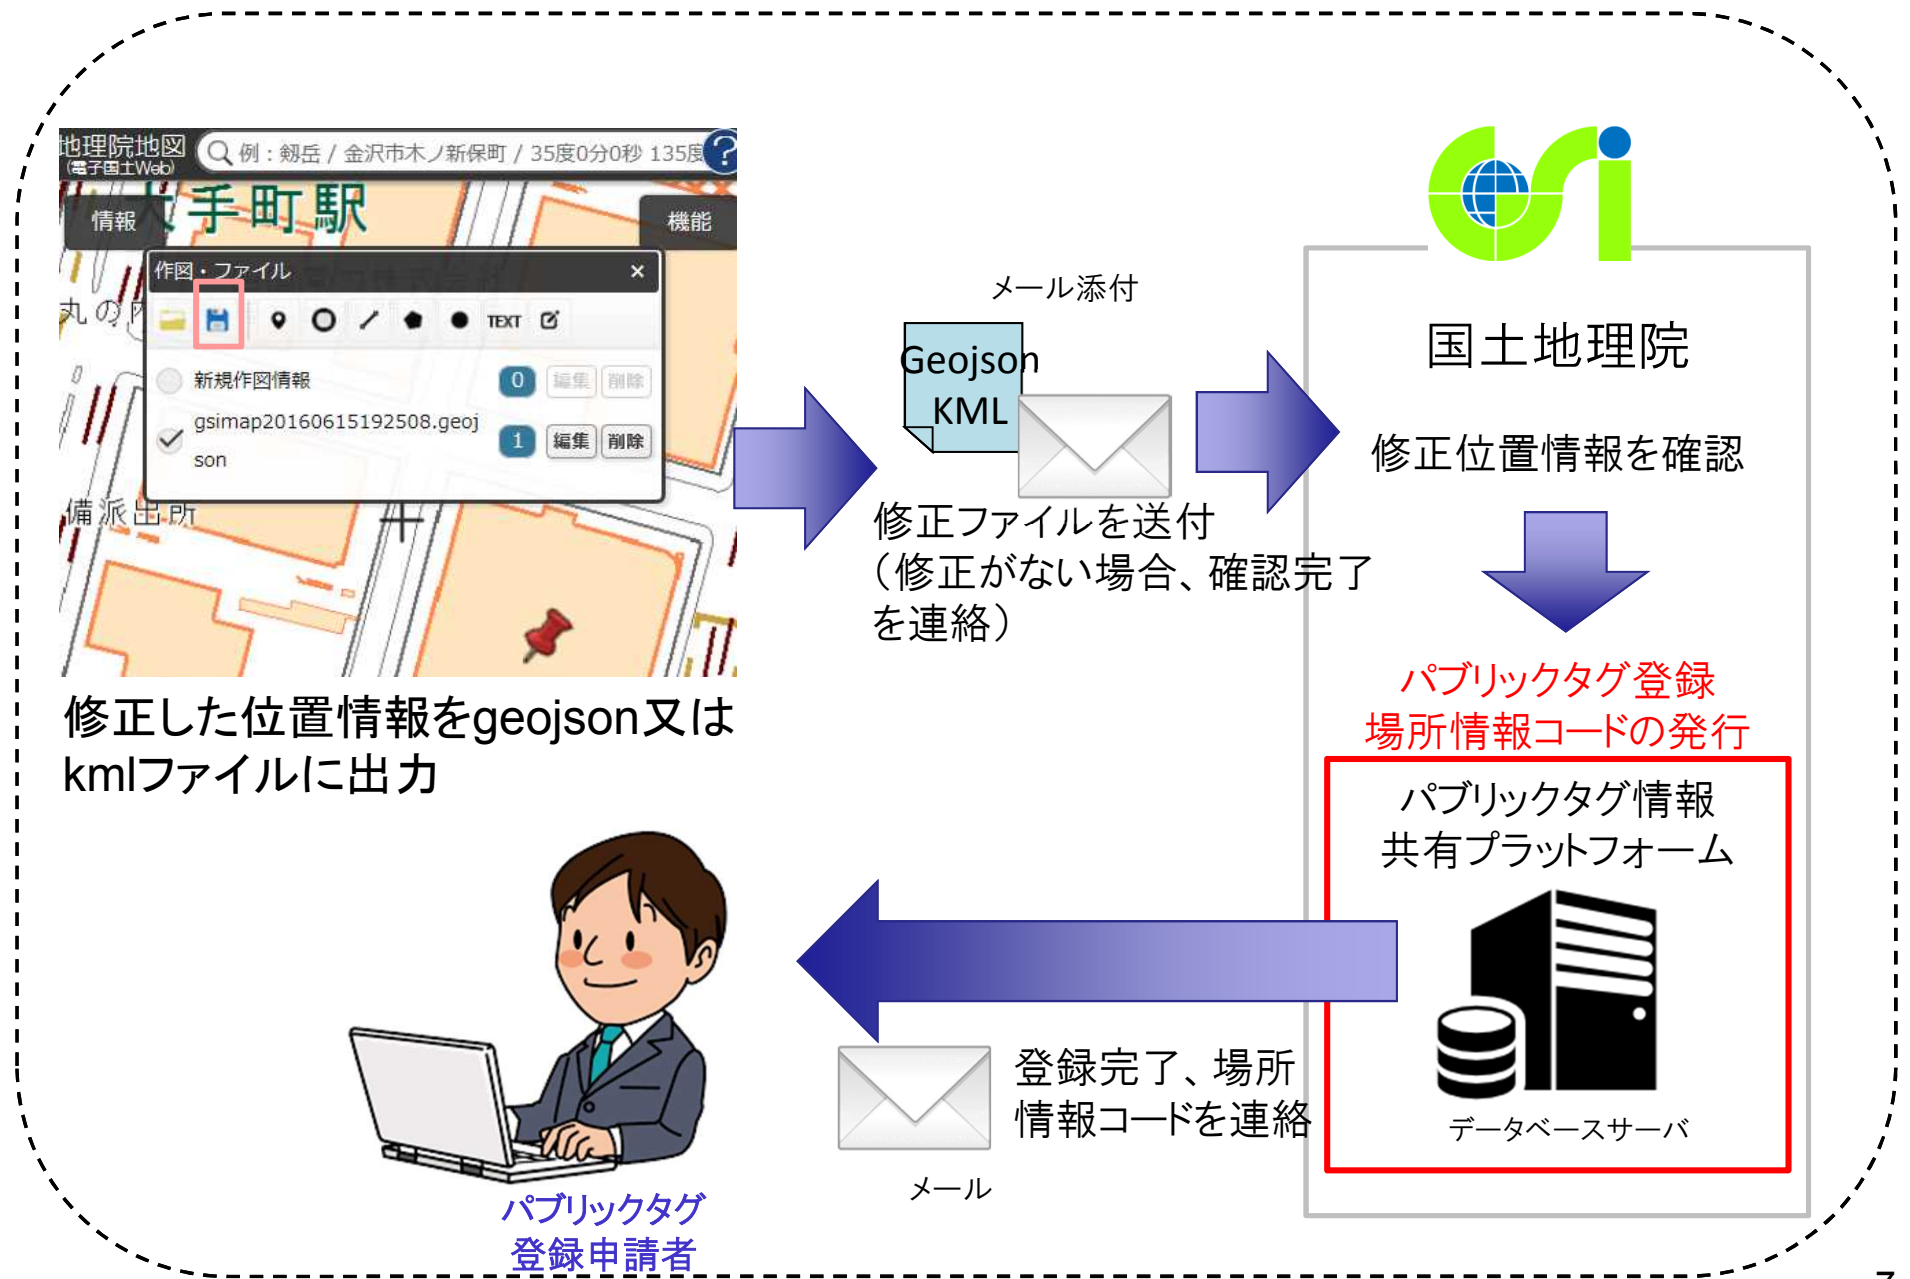 地理院地図
(電子国土Web)
例:剱岳 / 金沢市木ノ新保町 / 35度0分0秒 135度
?
大手町駅
情報
機能
作図・ファイル
×
丸の内
TEXT
新規作図情報
0
編集
削除
gsimap20160615192508.geoj
son
1
編集
削除
備派出所
修正した位置情報をgeojson又は
kmlファイルに出力
メール添付
Geojson
KML
修正ファイルを送付
(修正がない場合、確認完了
を連絡)
GSI
国土地理院
修正位置情報を確認
パブリックタグ登録
場所情報コードの発行
パブリックタグ情報
共有プラットフォーム
データベースサーバ
登録完了、場所
情報コードを連絡
メール
パブリックタグ
登録申請者